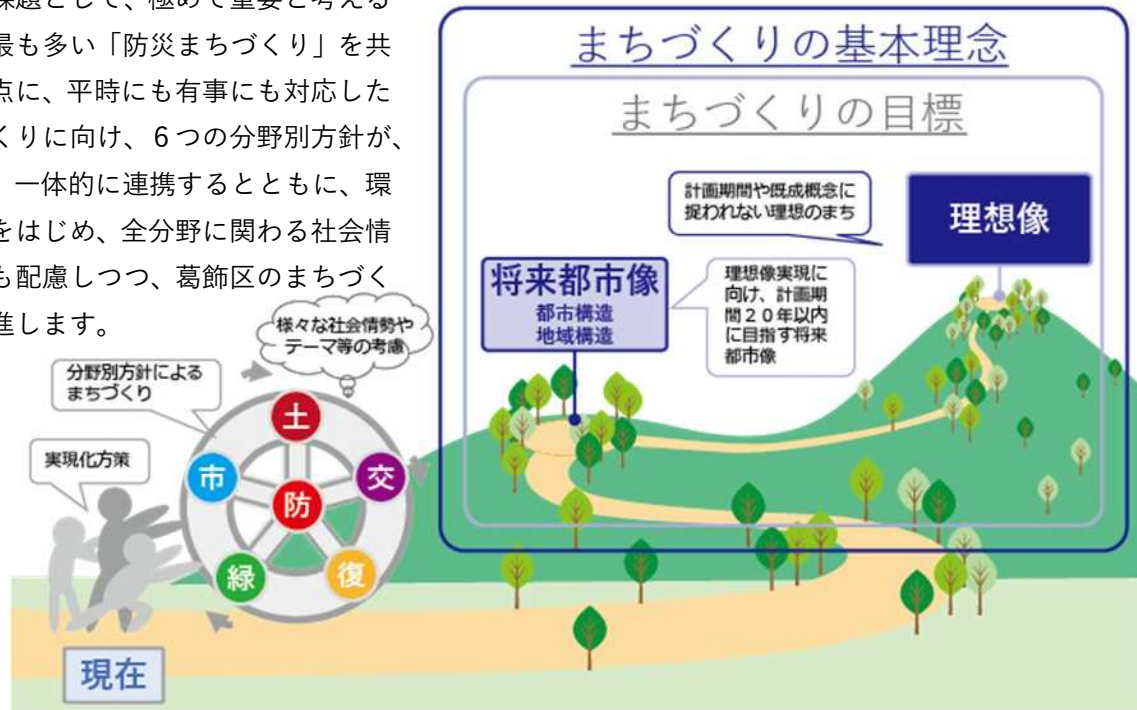 課題として、極めて重要と考える
最も多い「防災まちづくり」を共
点に、平時にも有事にも対応した
くりに向け、６つの分野別方針が、
一体的に連携するとともに、環
をはじめ、全分野に関わる社会情
も配慮しつつ、葛飾区のまちづく
進します。
まちづくりの基本理念
まちづくりの目標
計画期間や既成概念に
捉われない理想のまち
理想像
将来都市像
都市構造
地域構造
理想像実現に
向け、計画期
間２０年以内
に目指す将来
都市像
様々な社会情勢や
テーマ等の考慮
分野別方針による
まちづくり
実現化方策
土
市
交
防
緑
復
現在